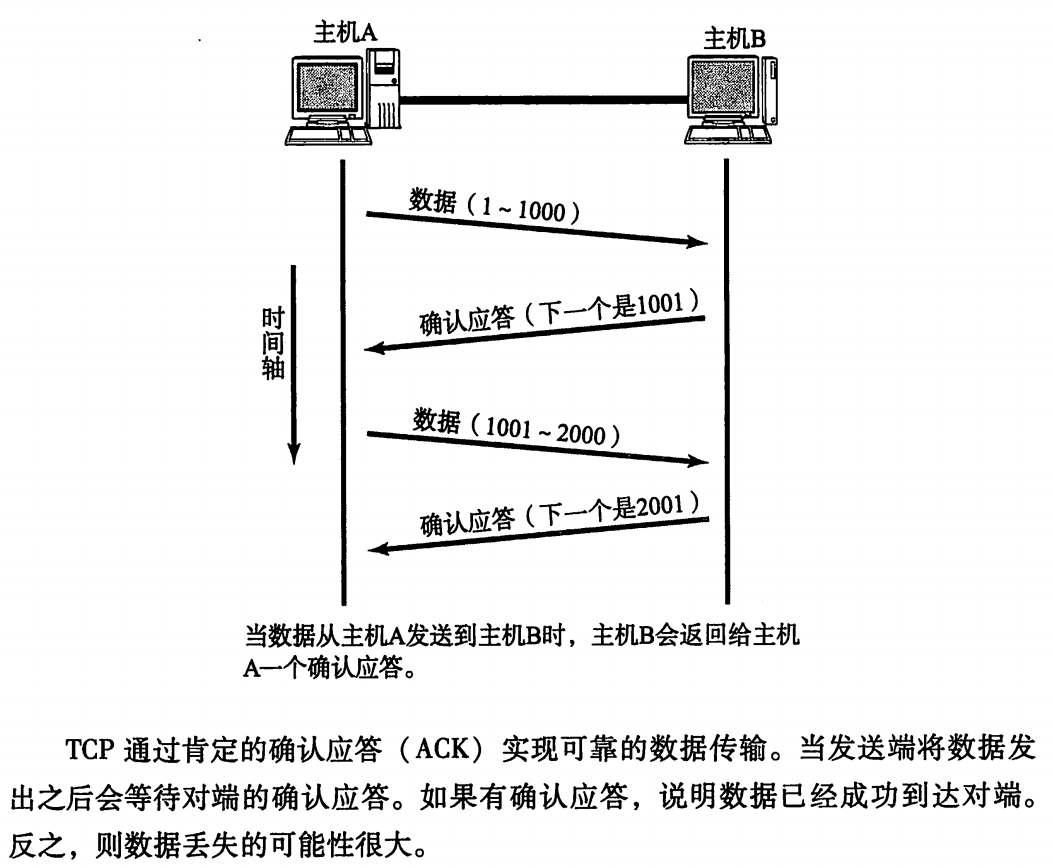 主机A
主机B
数据（1~1000）
确认应答（下一个是1001）
时间轴
数据（1001~2000）
确认应答（下一个是2001）
当数据从主机A发送到主机B时，主机B会返回给主机
A一个确认应答。
TCP 通过肯定的确认应答（ACK）实现可靠的数据传输。当发送端将数据发
出之后会等待对端的确认应答。如果有确认应答，说明数据已经成功到达对端。
反之，则数据丢失的可能性很大。